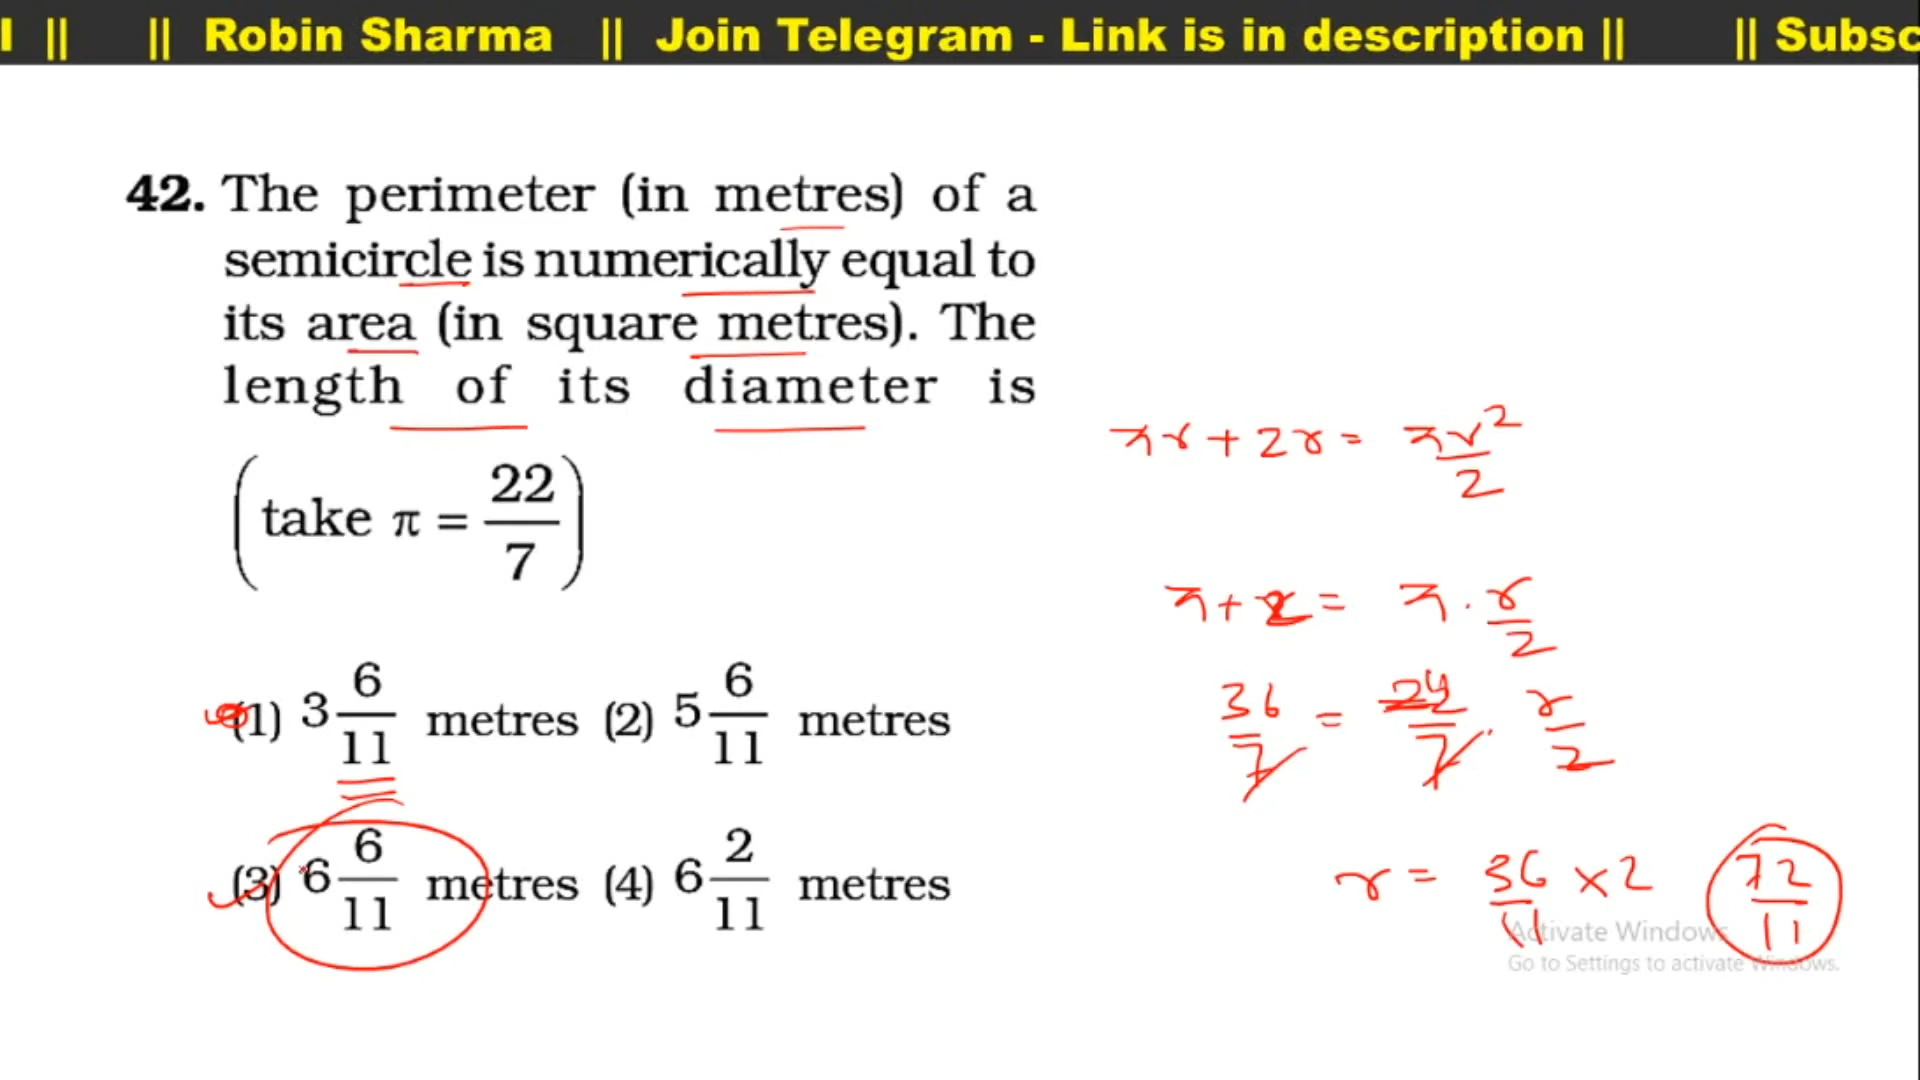 l || || Robin Sharma || Join Telegram - Link is in description || || Subsc
42. The perimeter (in metres) of a
semicircle is numerically equal to
its area (in square metres). The
length of its diameter is
(take π = 22/7)
(1) 3 6/11 metres (2) 5 6/11 metres
(3) 6 6/11 metres (4) 6 2/11 metres
πr + 2r = πr²/2
π + 2 = π · r/2
36/7 = 22/7 · r/2
r = 36/11 × 2 72/11
Activate Windows
Go to Settings to activate Windows.